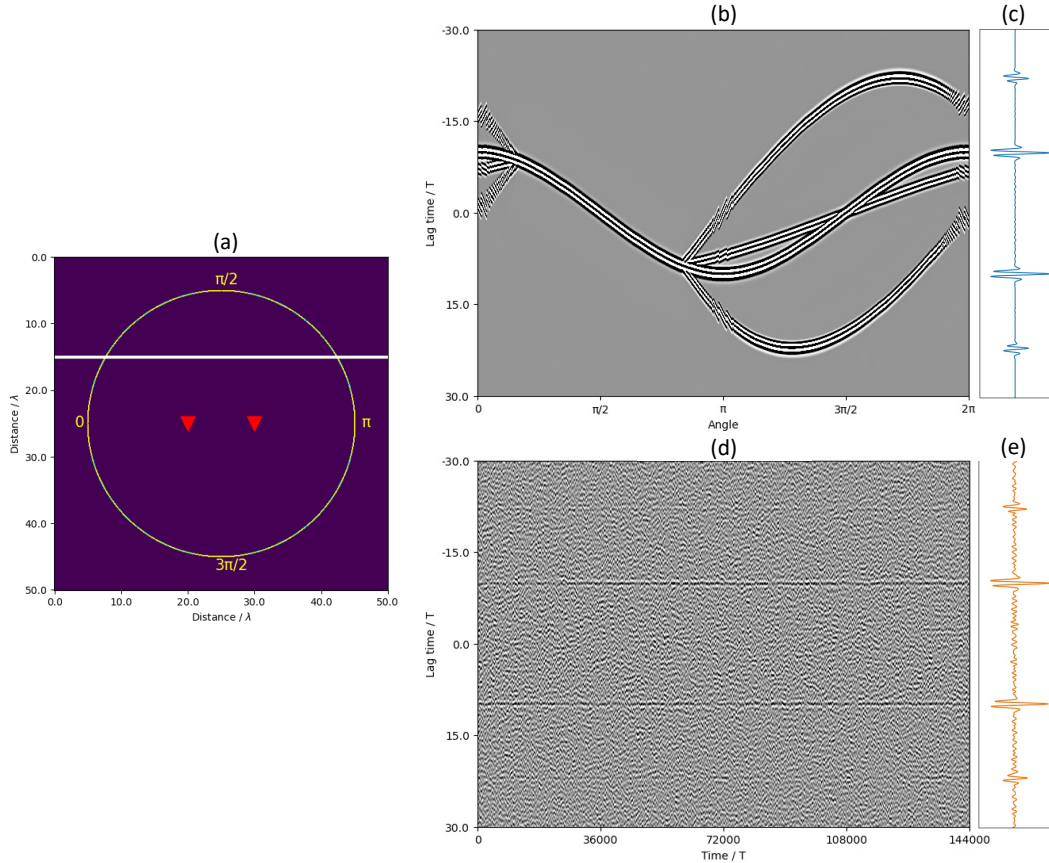 (a)
0.0
10.0
20.0
30.0
40.0
50.0
Distance / λ
0.0 10.0 20.0 30.0 40.0 50.0
Distance / λ
π/2
0
π
3π/2
(b)
-30.0
-15.0
0.0
15.0
30.0
Lag time / T
0 π/2 π 3π/2 2π
Angle
(c)
(d)
-30.0
-15.0
0.0
15.0
30.0
Lag time / T
0 36000 72000 108000 144000
Time / T
(e)